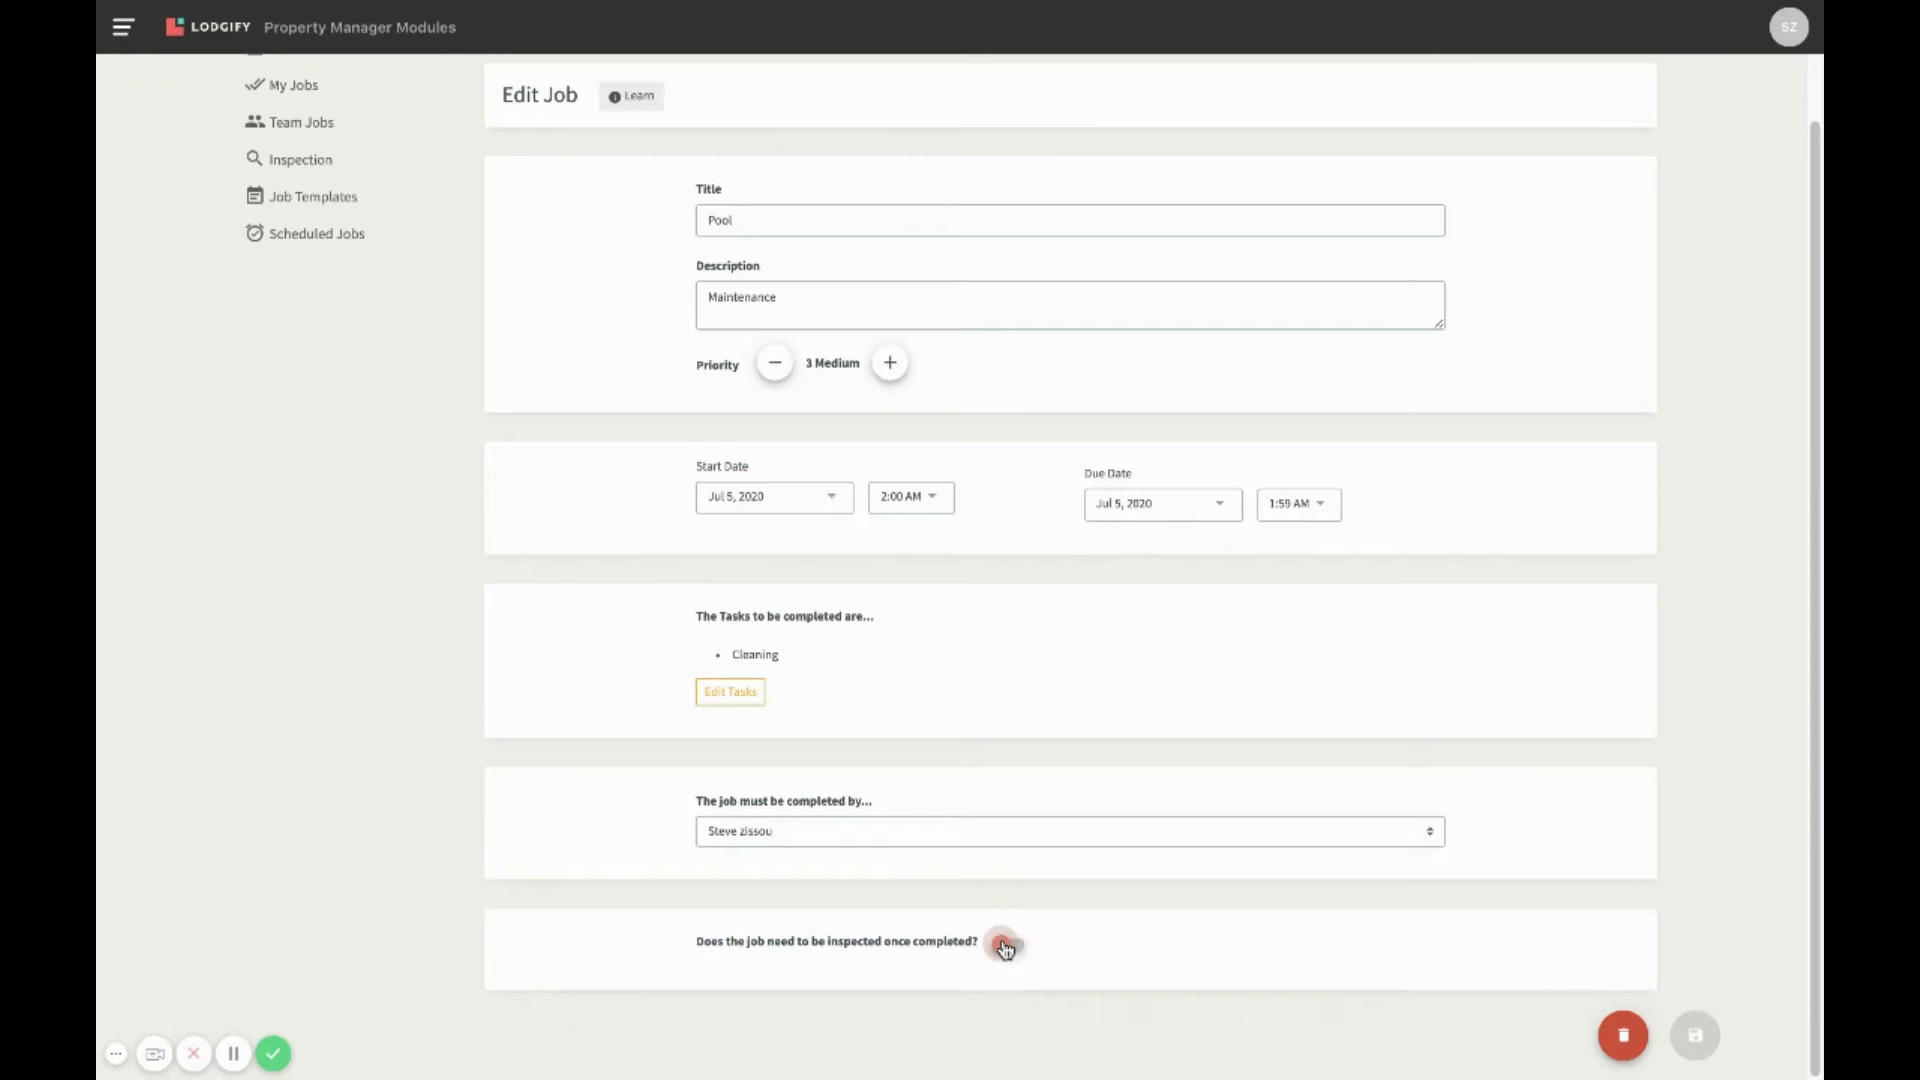 LODGIFY Property Manager Modules
SZ
My Jobs
Team Jobs
Inspection
Job Templates
Scheduled Jobs
Edit Job
Learn
Title
Pool
Description
Maintenance
Priority
3 Medium
Start Date
Jul 5, 2020
2:00 AM
Due Date
Jul 5, 2020
1:59 AM
The Tasks to be completed are...
• Cleaning
Edit Tasks
The job must be completed by...
Steve zissou
Does the job need to be inspected once completed?